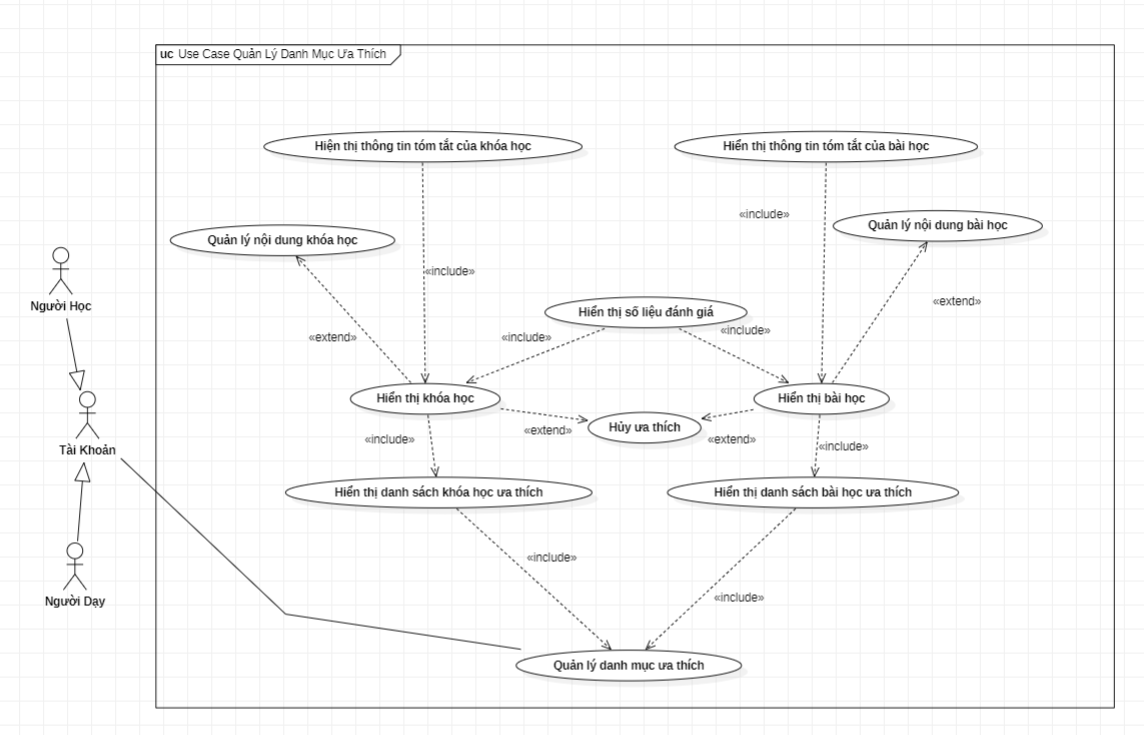 uc Use Case Quản Lý Danh Mục Ưa Thích
Hiện thị thông tin tóm tắt của khóa học
Hiển thị thông tin tóm tắt của bài học
«include»
Quản lý nội dung bài học
Quản lý nội dung khóa học
«include»
Người Học
«extend»
Hiển thị số liệu đánh giá
«extend»
«include»
«include»
Hiển thị khóa học
Hiển thị bài học
Hủy ưa thích
«extend»
«include»
«extend»
«include»
Tài Khoản
Hiển thị danh sách khóa học ưa thích
Hiển thị danh sách bài học ưa thích
«include»
«include»
Người Dạy
Quản lý danh mục ưa thích